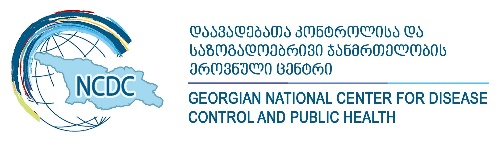 NCDC
დაავადებათა კონტროლისა და
საზოგადოებრივი ჯანმრთელობის
ეროვნული ცენტრი
GEORGIAN NATIONAL CENTER FOR DISEASE
CONTROL AND PUBLIC HEALTH